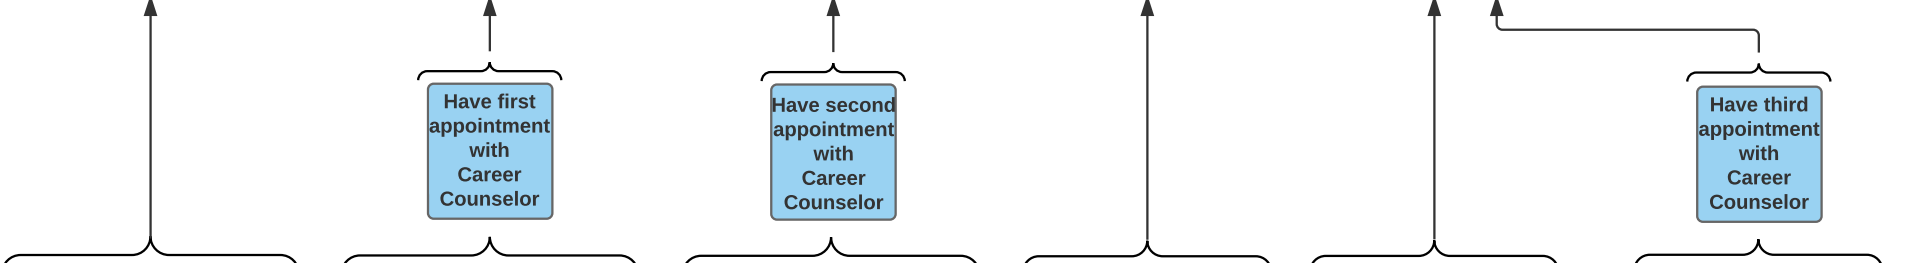 Have first
appointment
with
Career
Counselor
Have second
appointment
with
Career
Counselor
Have third
appointment
with
Career
Counselor